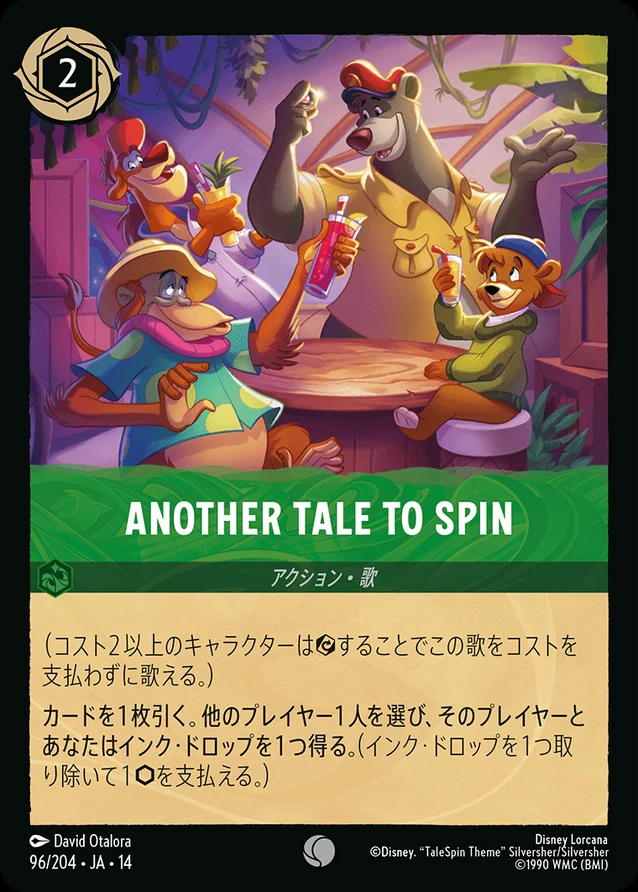 2
ANOTHER TALE TO SPIN
アクション・歌
(コスト2以上のキャラクターはすることでこの歌をコストを
支払わずに歌える。)
カードを1枚引く。他のプレイヤー1人を選び、そのプレイヤーと
あなたはインク・ドロップを1つ得る。(インク・ドロップを1つ取
り除いて1⬡を支払える。)
David Otalora
96/204 • JA • 14
Disney Lorcana
©Disney. “TaleSpin Theme” Silversher/Silversher
©1990 WMC (BMI)